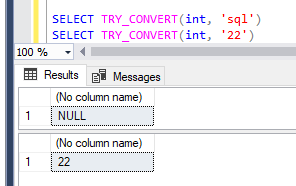 SELECT TRY_CONVERT(int, 'sql')
SELECT TRY_CONVERT(int, '22')
100 %
Results Messages
(No column name)
1 NULL
(No column name)
1 22